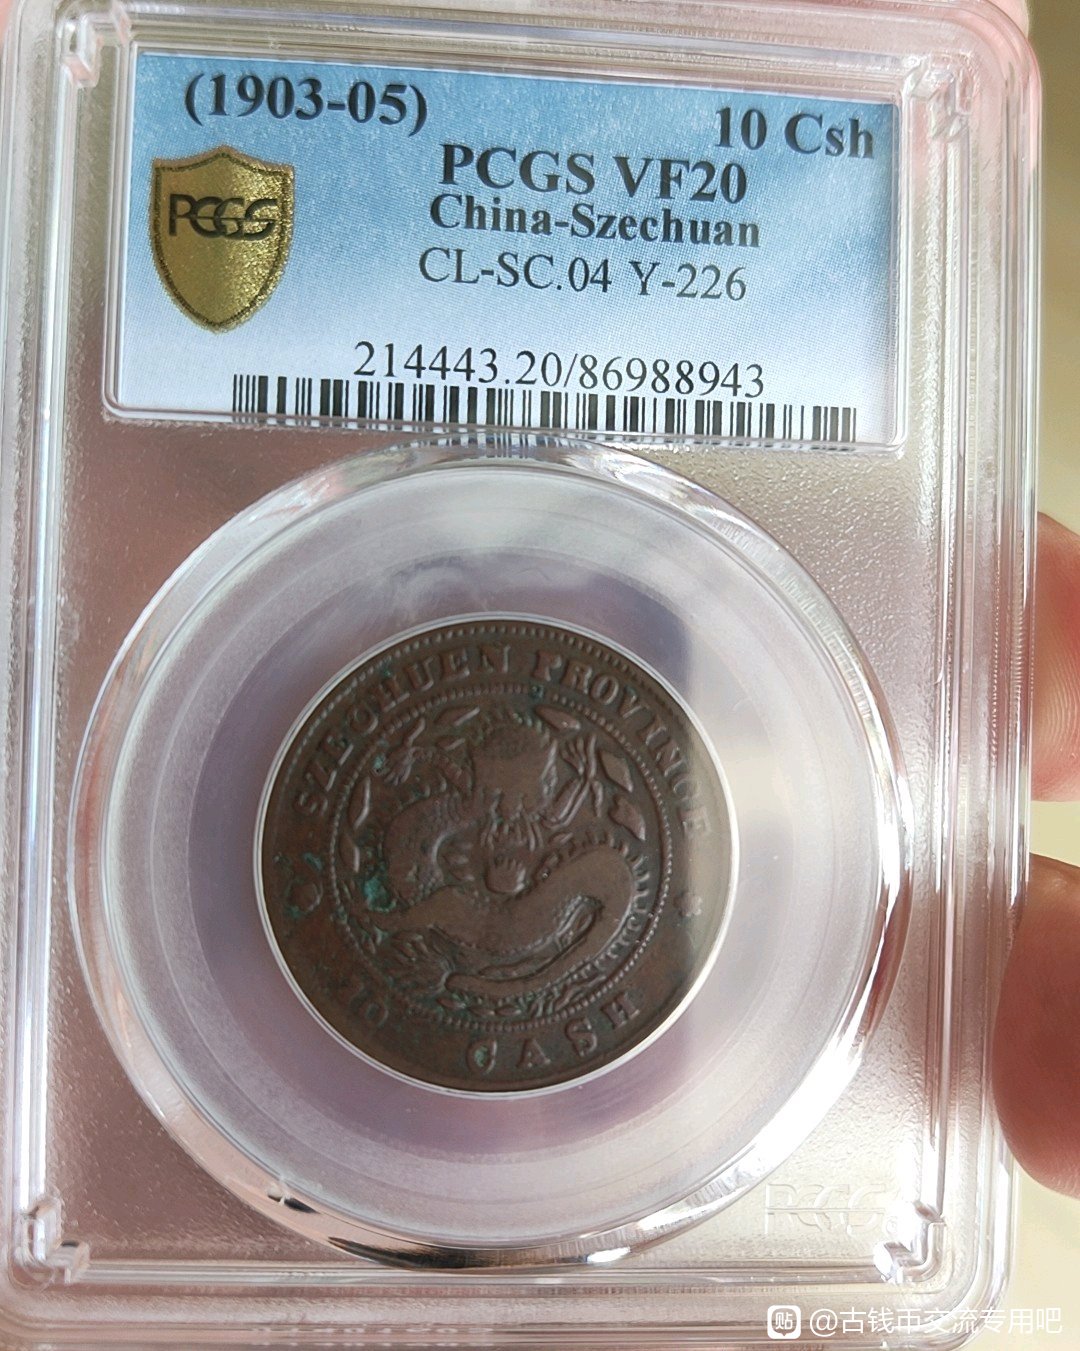 (1903-05)
10 Csh
PCGS VF20
China-Szechuan
CL-SC.04 Y-226
214443.20/86988943
PCGS
SZECHUEN PROVINCE
10 CASH
PCGS
贴 @古钱币交流专用吧